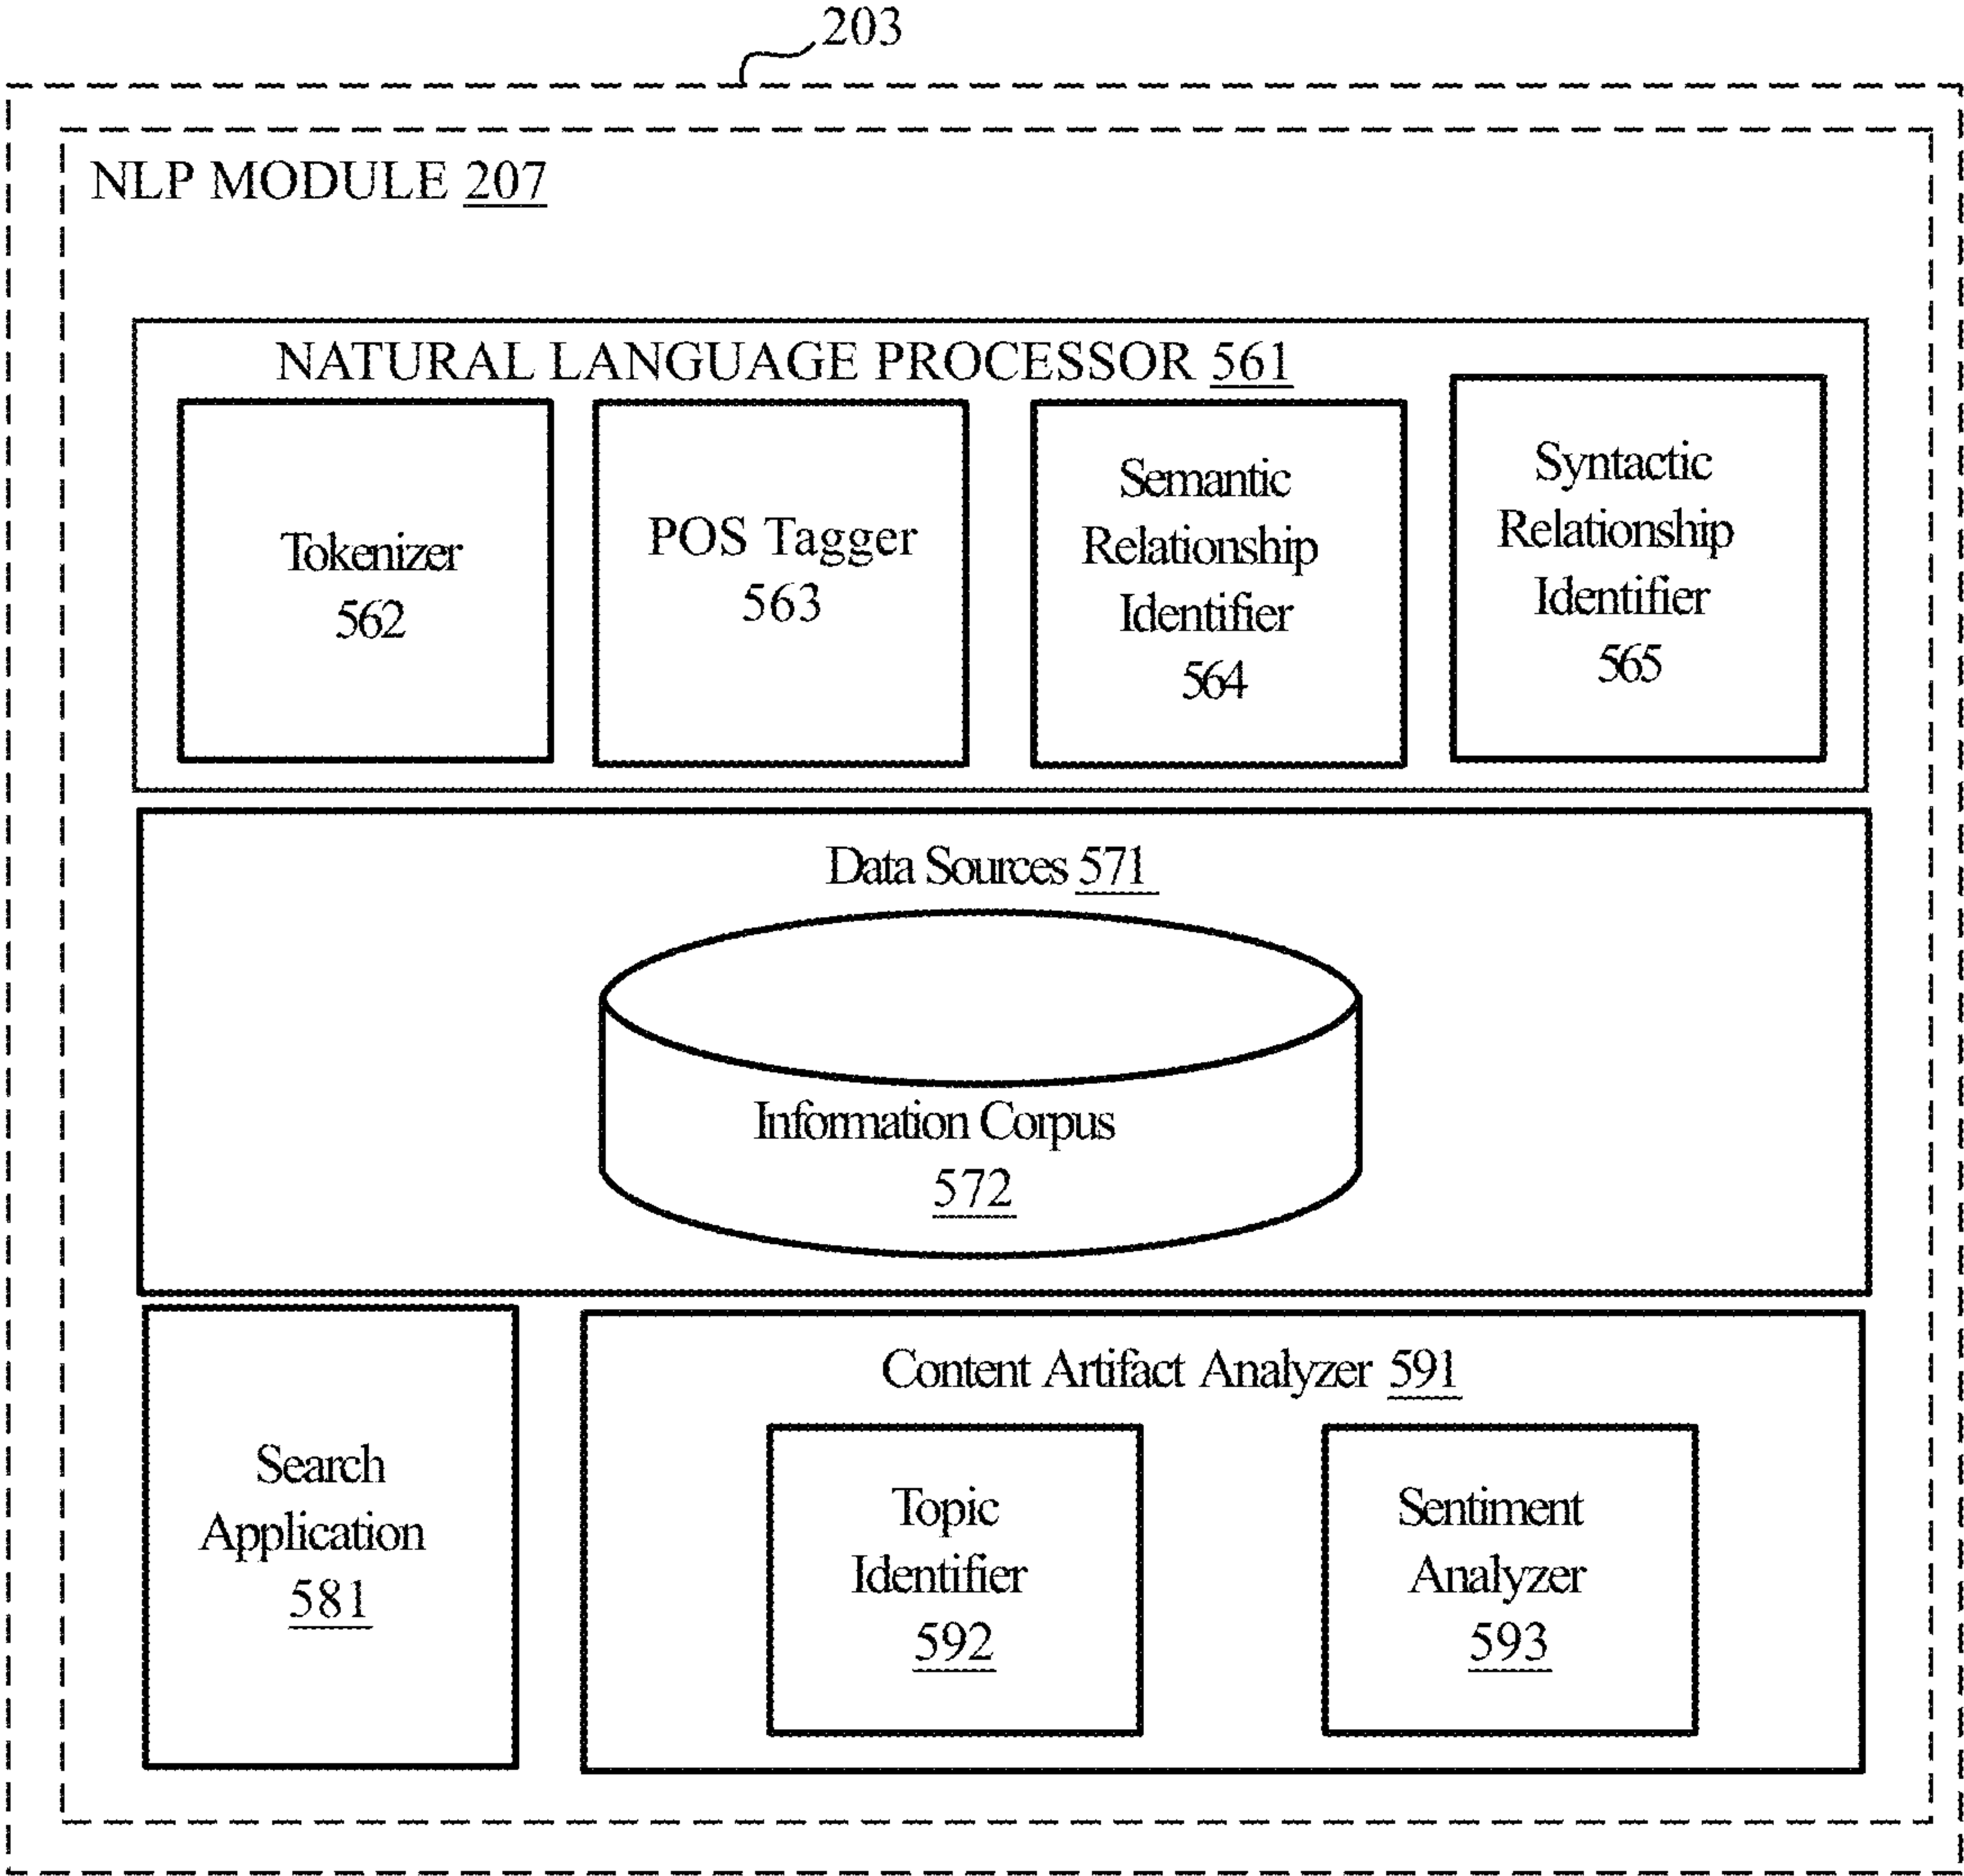 203
NLP MODULE 207
NATURAL LANGUAGE PROCESSOR 561
Tokenizer
562
POS Tagger
563
Semantic
Relationship
Identifier
564
Syntactic
Relationship
Identifier
565
Data Sources 571
Information Corpus
572
Search
Application
581
Content Artifact Analyzer 591
Topic
Identifier
592
Sentiment
Analyzer
593